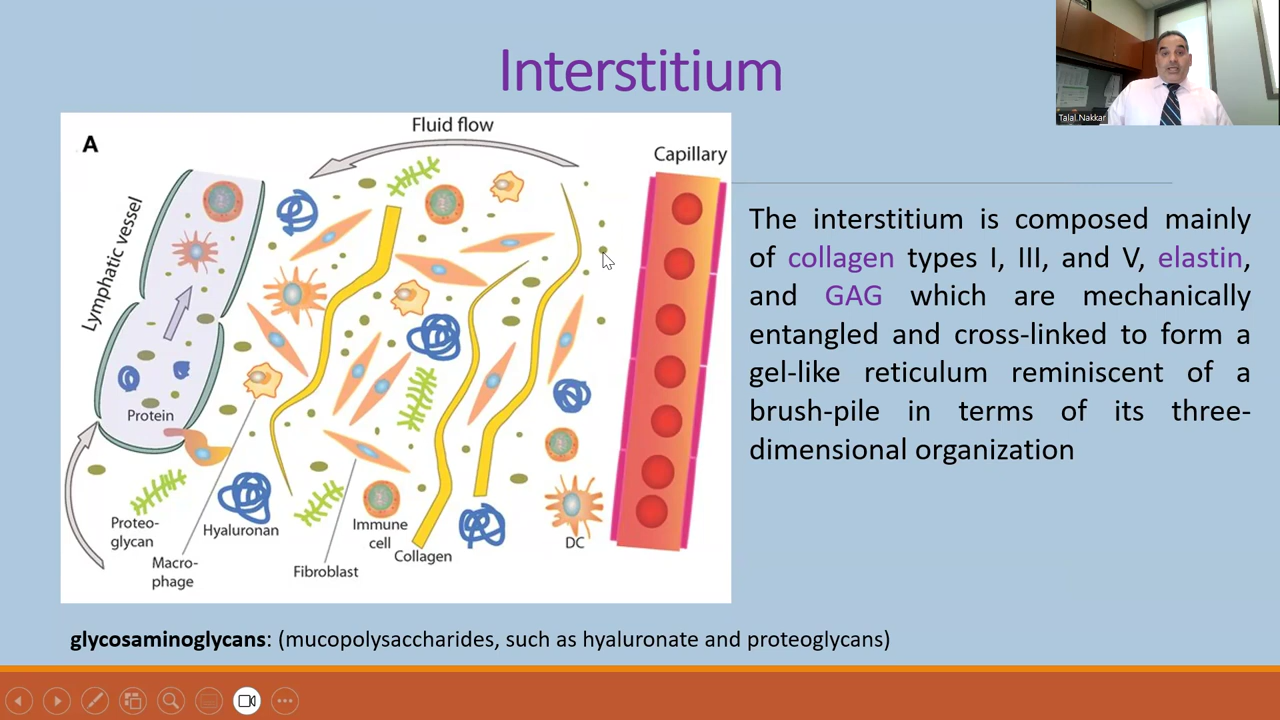 Interstitium
Talal Nakkar
A
Fluid flow
Capillary
Lymphatic vessel
Protein
Proteo-
glycan
Macro-
phage
Hyaluronan
Fibroblast
Immune
cell
Collagen
DC
The interstitium is composed mainly
of collagen types I, III, and V, elastin,
and GAG which are mechanically
entangled and cross-linked to form a
gel-like reticulum reminiscent of a
brush-pile in terms of its three-
dimensional organization
glycosaminoglycans: (mucopolysaccharides, such as hyaluronate and proteoglycans)